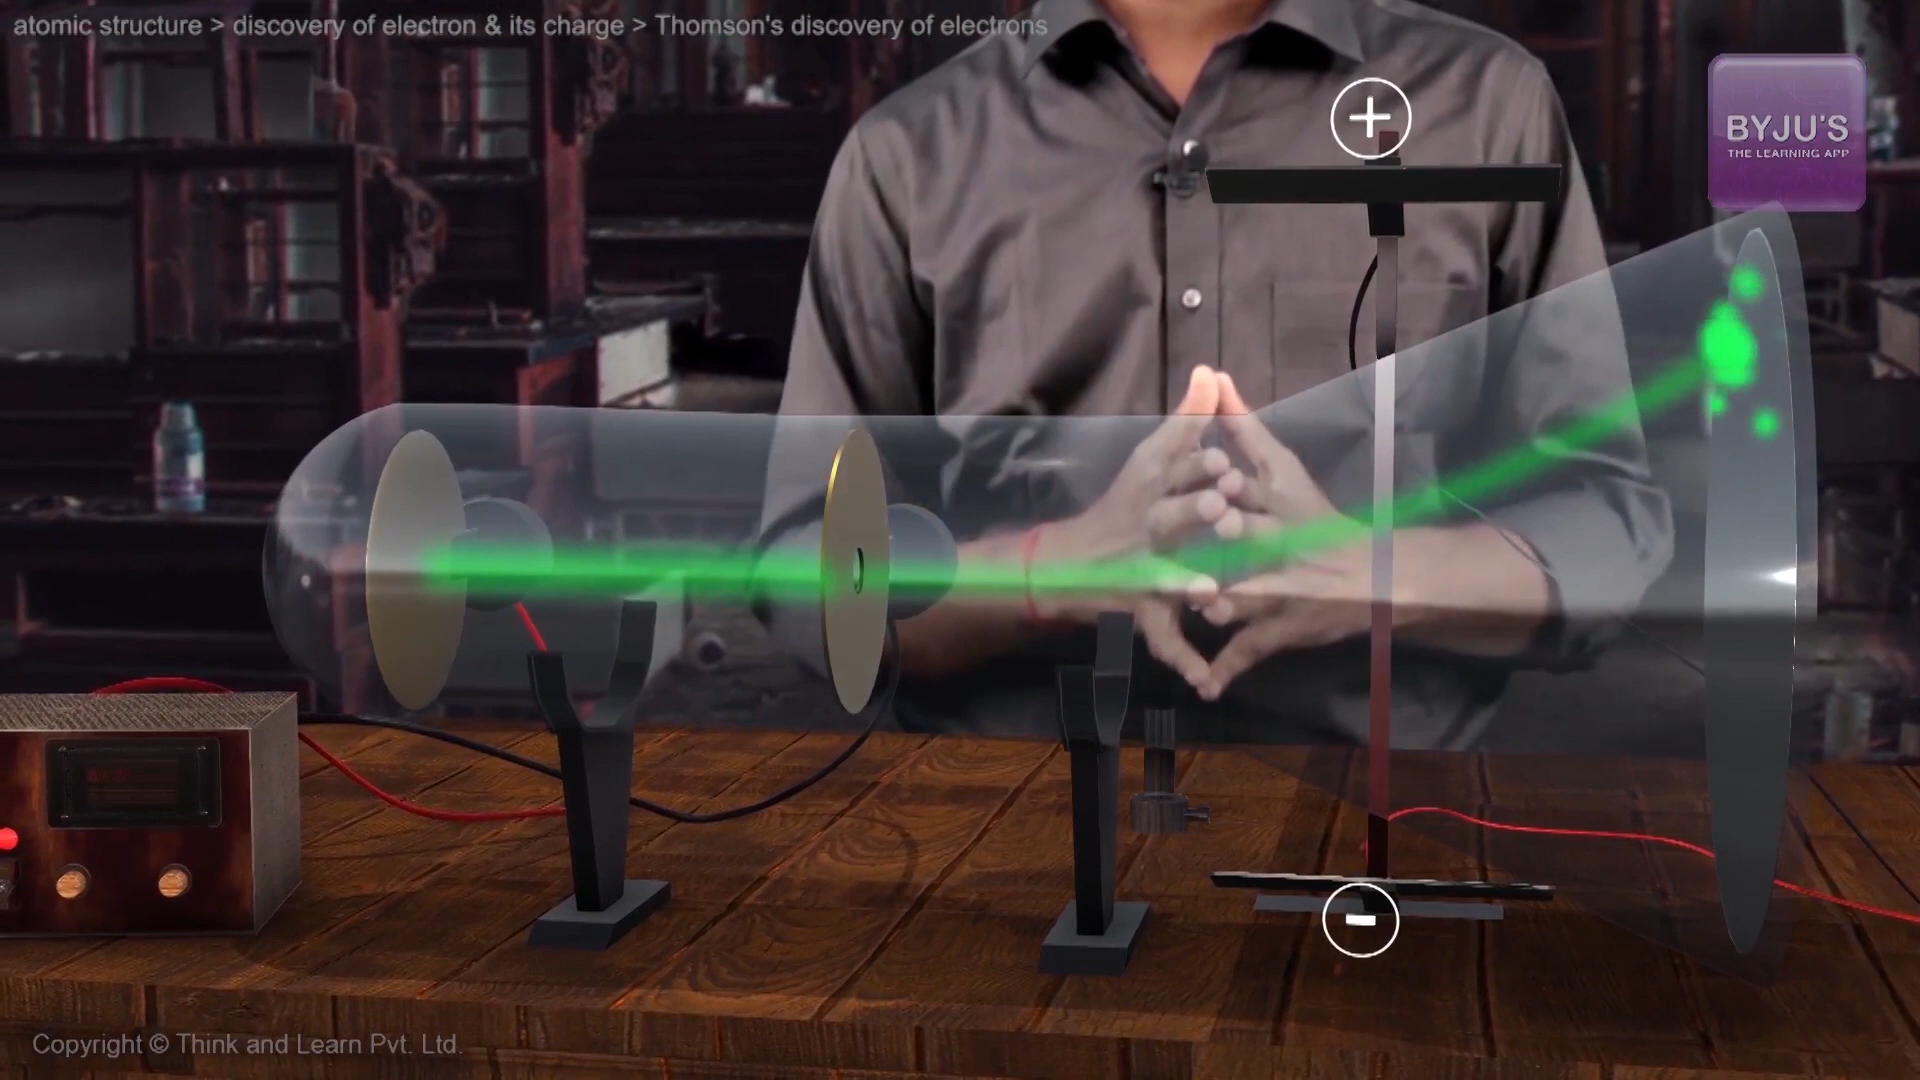 atomic structure > discovery of electron & its charge > Thomson's discovery of electrons
+
BYJU'S
THE LEARNING APP
-
Copyright © Think and Learn Pvt. Ltd.